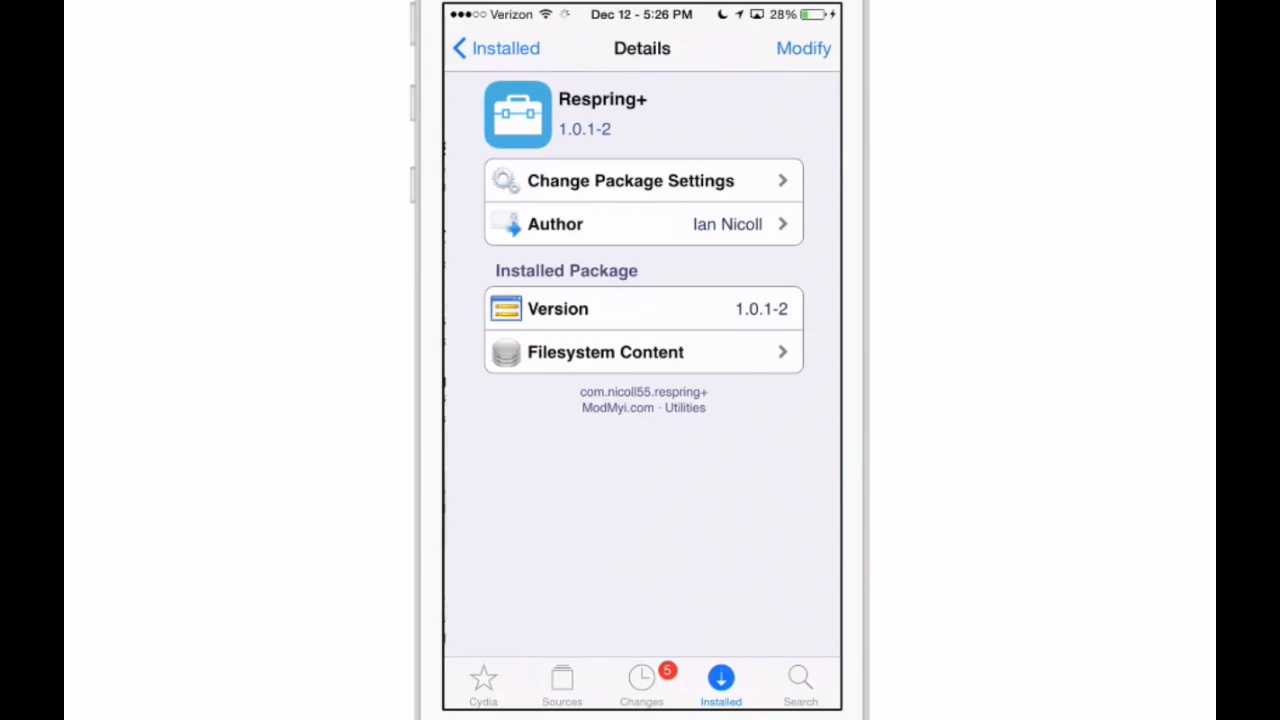 Verizon Dec 12 - 5:26 PM 28%
Installed Details Modify
Respring+
1.0.1-2
Change Package Settings
Author Ian Nicoll
Installed Package
Version 1.0.1-2
Filesystem Content
com.nicoll55.respring+
ModMyi.com · Utilities
5
Cydia Sources Changes Installed Search